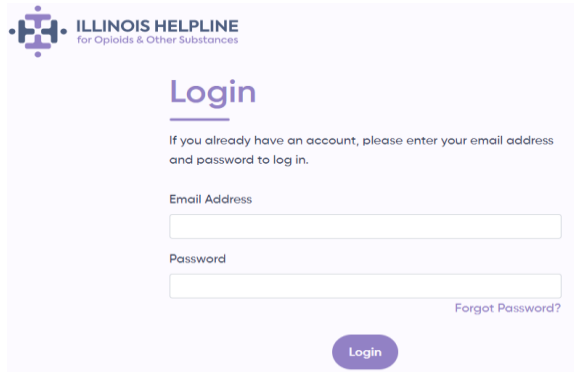 ILLINOIS HELPLINE
for Opioids & Other Substances
Login
If you already have an account, please enter your email address
and password to log in.
Email Address
Password
Forgot Password?
Login